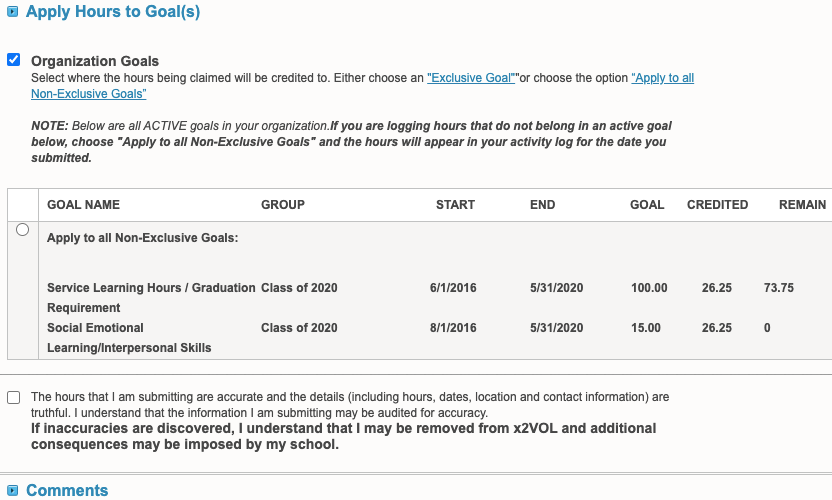 Apply Hours to Goal(s)
Organization Goals
Select where the hours being claimed will be credited to. Either choose an "Exclusive Goal""or choose the option "Apply to all
Non-Exclusive Goals"
NOTE: Below are all ACTIVE goals in your organization.If you are logging hours that do not belong in an active goal
below, choose "Apply to all Non-Exclusive Goals" and the hours will appear in your activity log for the date you
submitted.
GOAL NAME GROUP START END GOAL CREDITED REMAIN
Apply to all Non-Exclusive Goals:
Service Learning Hours / Graduation Class of 2020 6/1/2016 5/31/2020 100.00 26.25 73.75
Requirement
Social Emotional Class of 2020 8/1/2016 5/31/2020 15.00 26.25 0
Learning/Interpersonal Skills
The hours that I am submitting are accurate and the details (including hours, dates, location and contact information) are
truthful. I understand that the information I am submitting may be audited for accuracy.
If inaccuracies are discovered, I understand that I may be removed from x2VOL and additional
consequences may be imposed by my school.
Comments